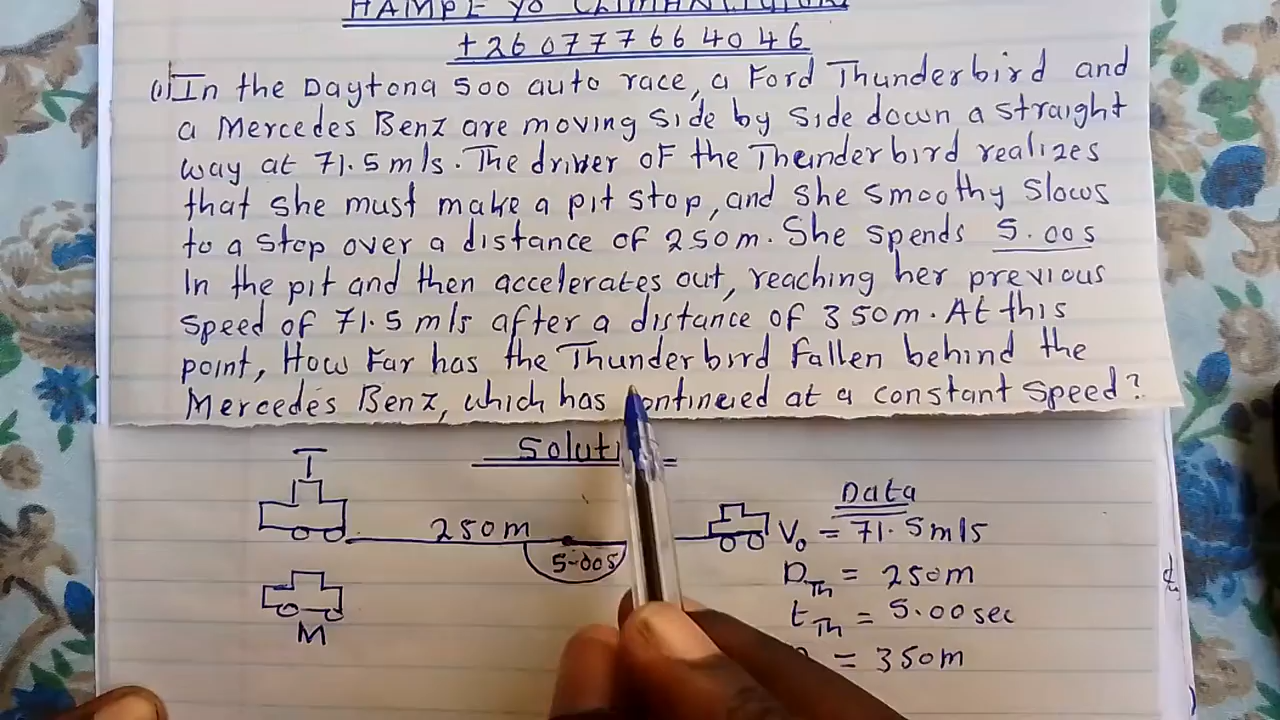 +260777664046
(1) In the Daytona 500 auto race, a Ford Thunderbird and
a Mercedes Benz are moving side by side down a straight
way at 71.5 m/s. The driver of the Thunderbird realizes
that she must make a pit stop, and she smoothy slows
to a stop over a distance of 250m. She spends 5.00s
In the pit and then accelerates out, reaching her previous
speed of 71.5 m/s after a distance of 350m. At this
point, How Far has the Thunderbird fallen behind the
Mercedes Benz, which has continued at a constant speed?
T
250m
5.00s
M
Data
V₀ = 71.5 m/s
D_Th = 250m
t_Th = 5.00 sec
= 350m